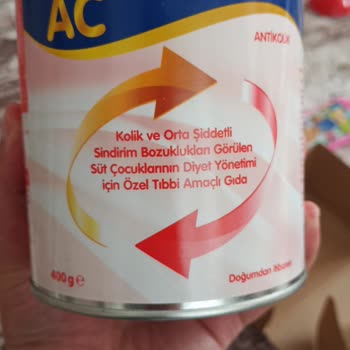 AC
ANTİKOLİK
Kolik ve Orta Şiddetli
Sindirim Bozuklukları Görülen
Süt Çocuklarının Diyet Yönetimi
için Özel Tıbbi Amaçlı Gıda
400 g e
Doğumdan İtibaren